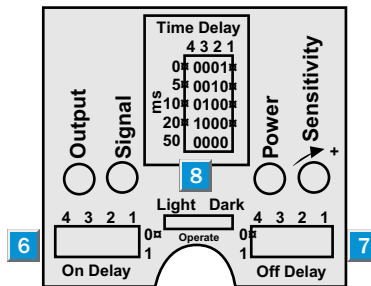 Time Delay
4 3 2 1
0¤ 0001¤
5¤ 0010¤
10¤ 0100¤
20¤ 1000¤
50 0000
ms
Output
Signal
Power
Sensitivity
+
8
Light Dark
Operate
4 3 2 1
0¤
1
On Delay
6
4 3 2 1
0¤
1
Off Delay
7